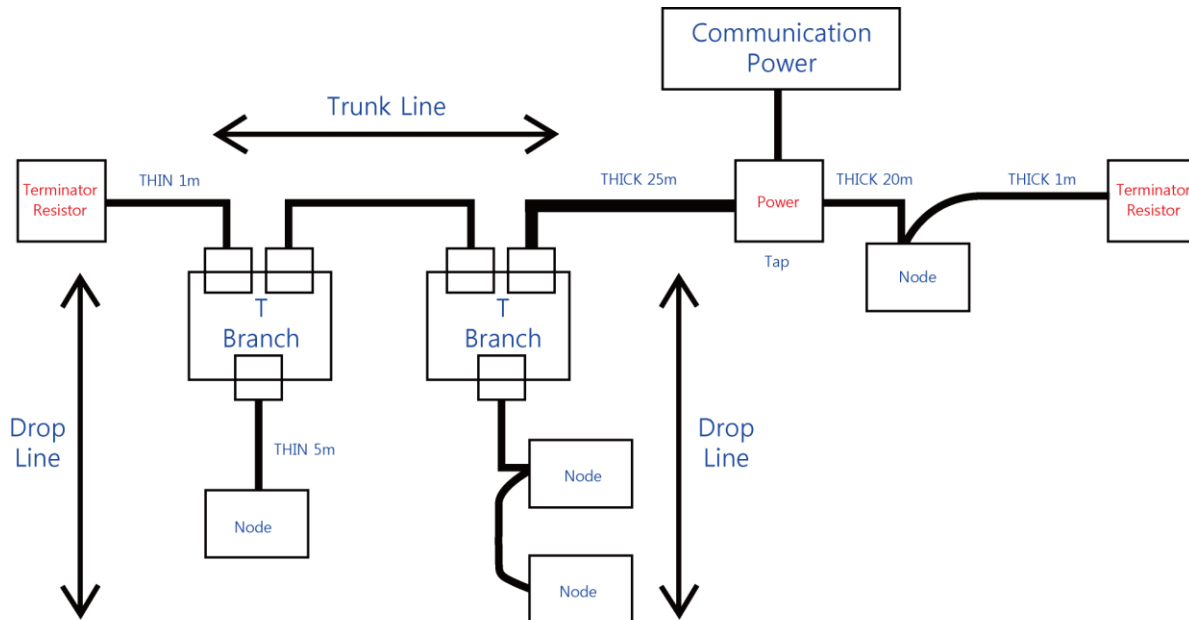 Communication
Power
Trunk Line
Terminator
Resistor
THIN 1m
THICK 25m
Power
THICK 20m
THICK 1m
Terminator
Resistor
Tap
Node
T
Branch
T
Branch
Drop
Line
THIN 5m
Node
Node
Drop
Line
Node